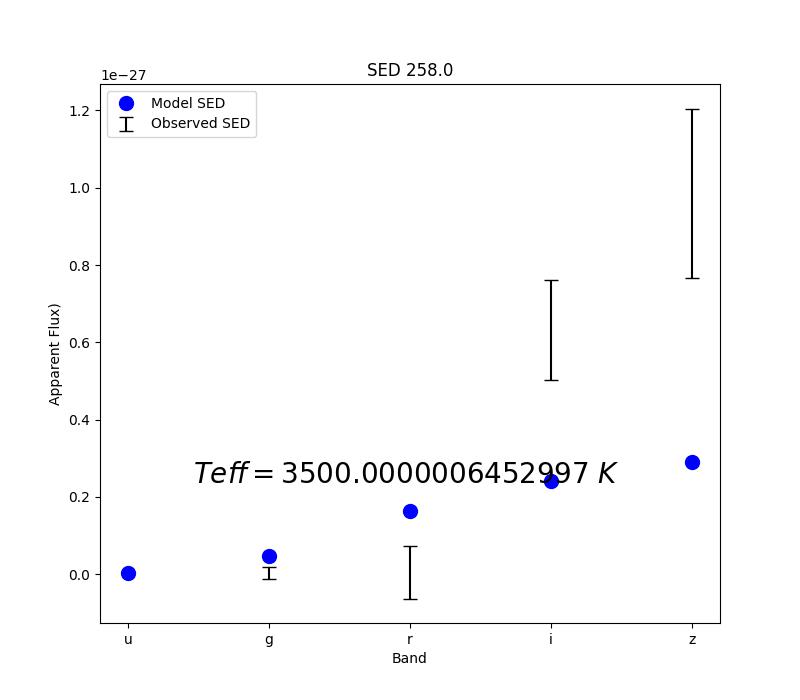 SED 258.0
1e−27
Model SED
Observed SED
1.2
1.0
0.8
0.6
0.4
0.2
0.0
Apparent Flux)
Teff = 3500.0000006452997 K
u g r i z
Band